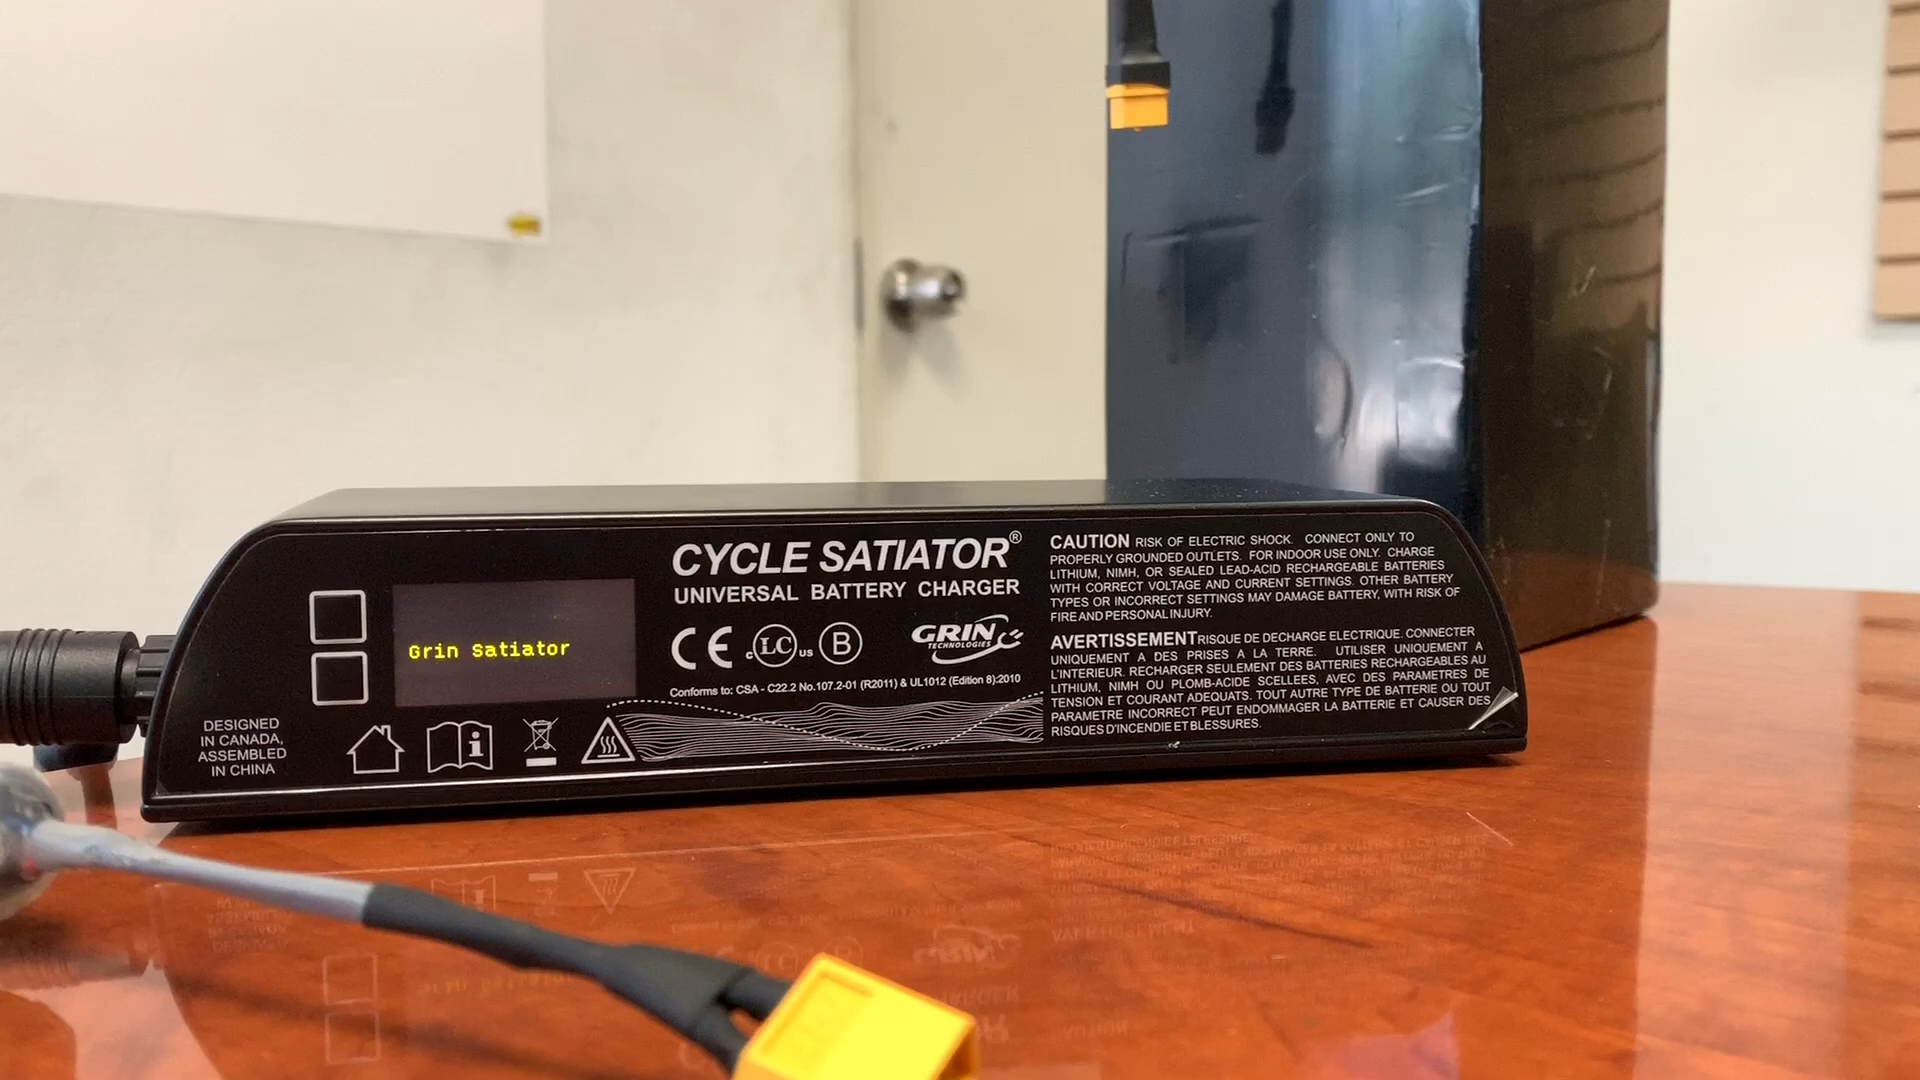 CYCLE SATIATOR®
UNIVERSAL BATTERY CHARGER
Grin Satiator
CE
c LC us
B
GRIN
TECHNOLOGIES
Conforms to: CSA - C22.2 No.107.2-01 (R2011) & UL1012 (Edition 8):2010
DESIGNED
IN CANADA,
ASSEMBLED
IN CHINA
CAUTION RISK OF ELECTRIC SHOCK. CONNECT ONLY TO
PROPERLY GROUNDED OUTLETS. FOR INDOOR USE ONLY. CHARGE
LITHIUM, NIMH, OR SEALED LEAD-ACID RECHARGEABLE BATTERIES
WITH CORRECT VOLTAGE AND CURRENT SETTINGS. OTHER BATTERY
TYPES OR INCORRECT SETTINGS MAY DAMAGE BATTERY, WITH RISK OF
FIRE AND PERSONAL INJURY.
AVERTISSEMENT RISQUE DE DECHARGE ELECTRIQUE. CONNECTER
UNIQUEMENT A DES PRISES A LA TERRE. UTILISER UNIQUEMENT A
L'INTERIEUR. RECHARGER SEULEMENT DES BATTERIES RECHARGEABLES AU
LITHIUM, NIMH OU PLOMB-ACIDE SCELLEES, AVEC DES PARAMETRES DE
TENSION ET COURANT ADEQUATS. TOUT AUTRE TYPE DE BATTERIE OU TOUT
PARAMETRE INCORRECT PEUT ENDOMMAGER LA BATTERIE ET CAUSER DES
RISQUES D'INCENDIE ET BLESSURES.